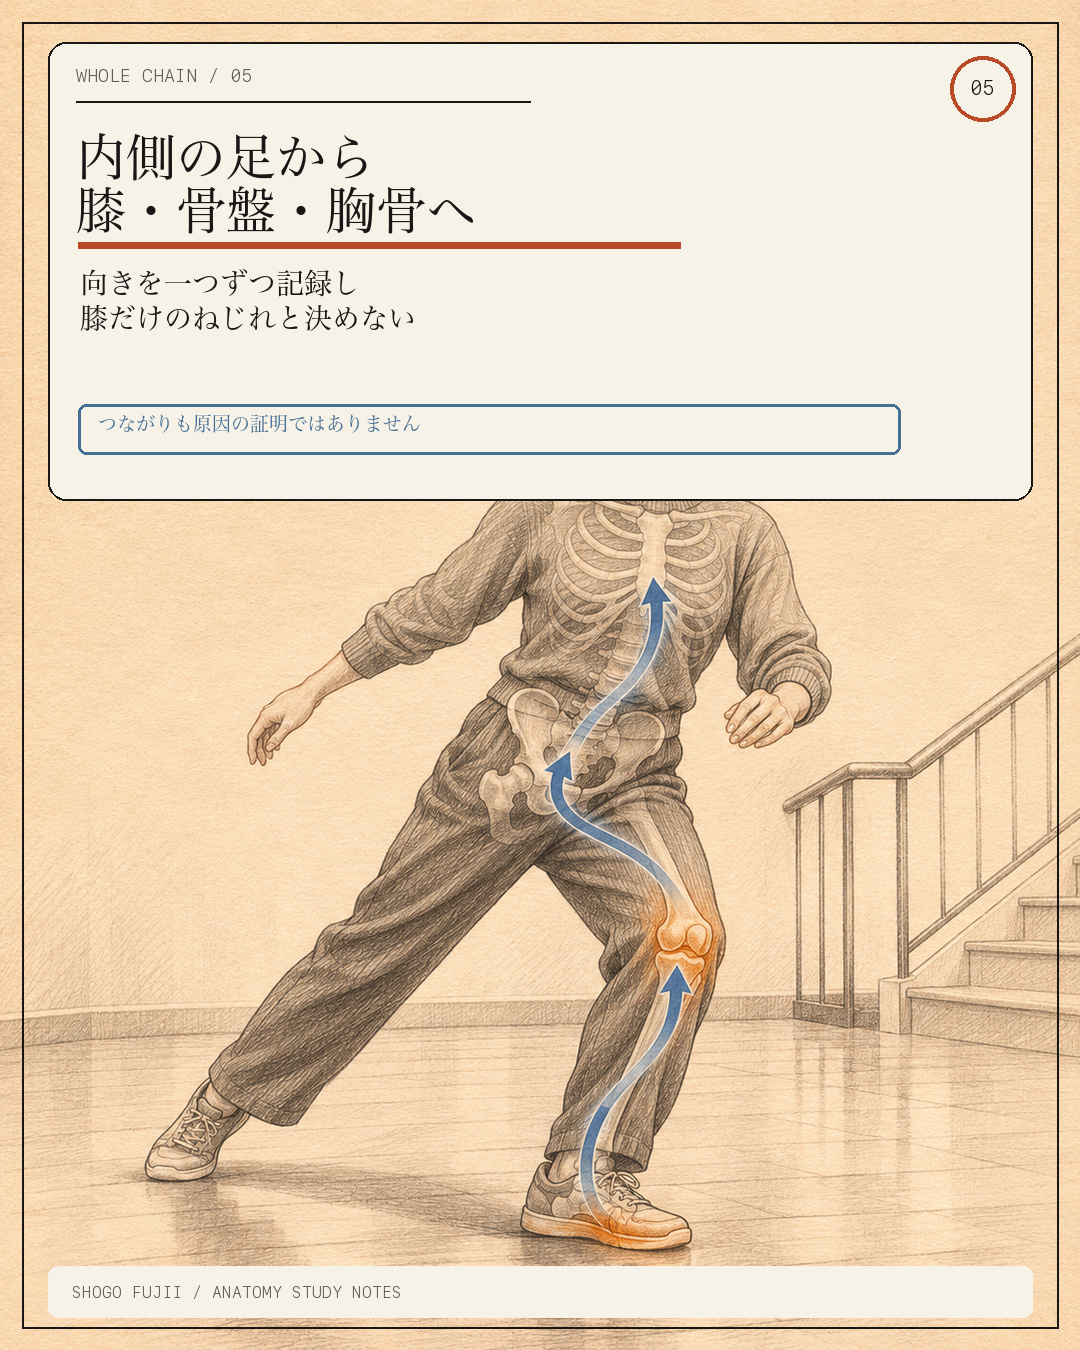 WHOLE CHAIN / 05
05
内側の足から
膝・骨盤・胸骨へ
向きを一つずつ記録し
膝だけのねじれと決めない
つながりも原因の証明ではありません
SHOGO FUJII / ANATOMY STUDY NOTES